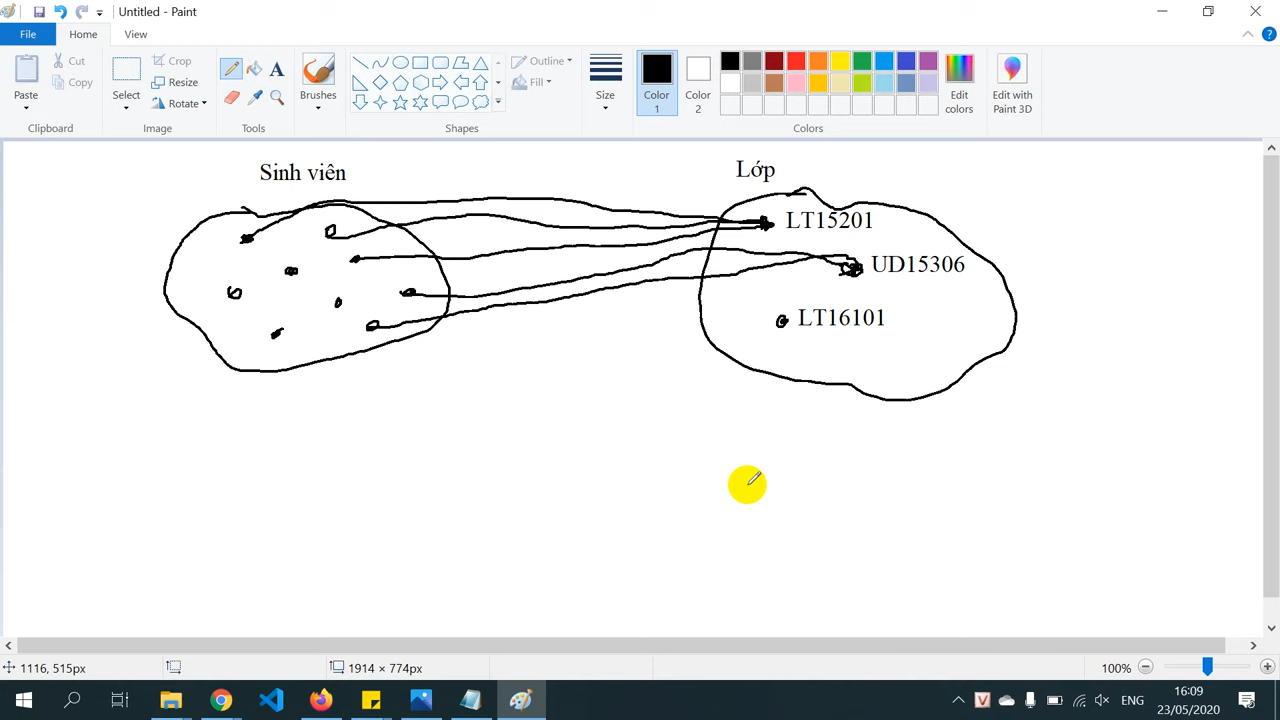 Untitled - Paint
File Home View
Paste
Cut
Copy
Clipboard
Select
Crop
Resize
Rotate
Image
Tools
Brushes
Outline
Fill
Shapes
Size
Color 1
Color 2
Edit colors
Colors
Edit with Paint 3D
Sinh viên
Lớp
LT15201
UD15306
LT16101
1116, 515px
1914 × 774px
100%
ENG
16:09
23/05/2020